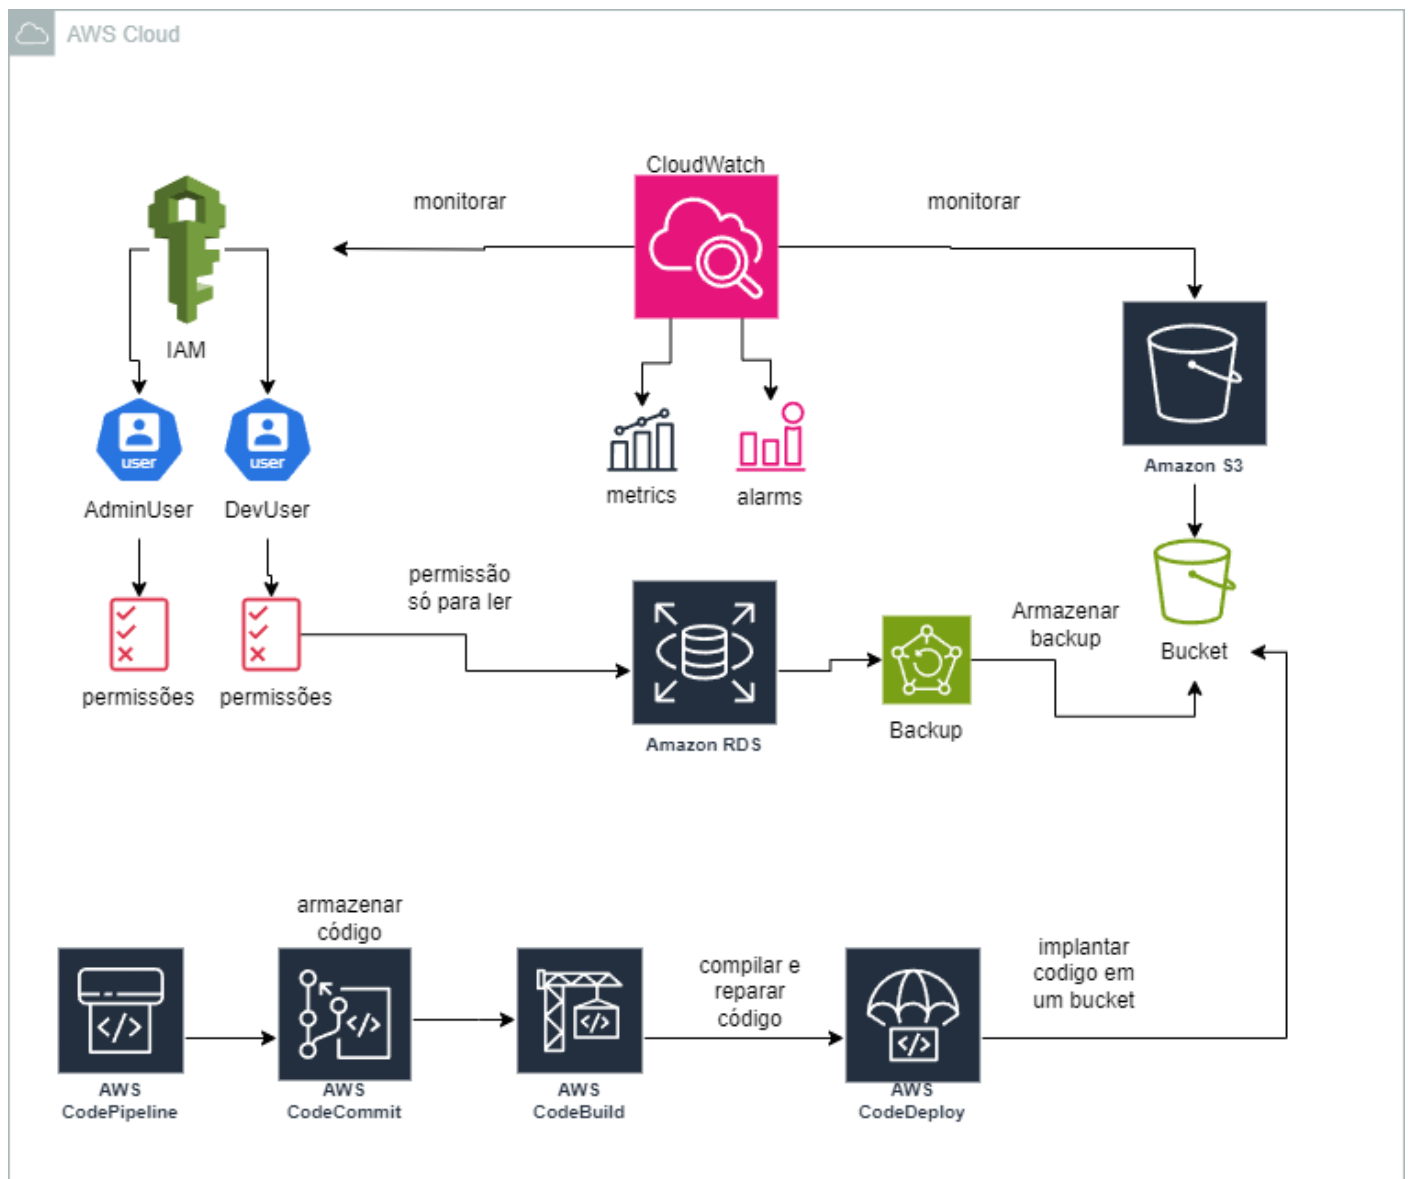 AWS Cloud
CloudWatch
monitorar
monitorar
IAM
user
user
AdminUser
DevUser
metrics
alarms
Amazon S3
permissão
só para ler
Armazenar
backup
Bucket
permissões
permissões
Amazon RDS
Backup
armazenar
código
compilar e
reparar
código
implantar
codigo em
um bucket
AWS
CodePipeline
AWS
CodeCommit
AWS
CodeBuild
AWS
CodeDeploy